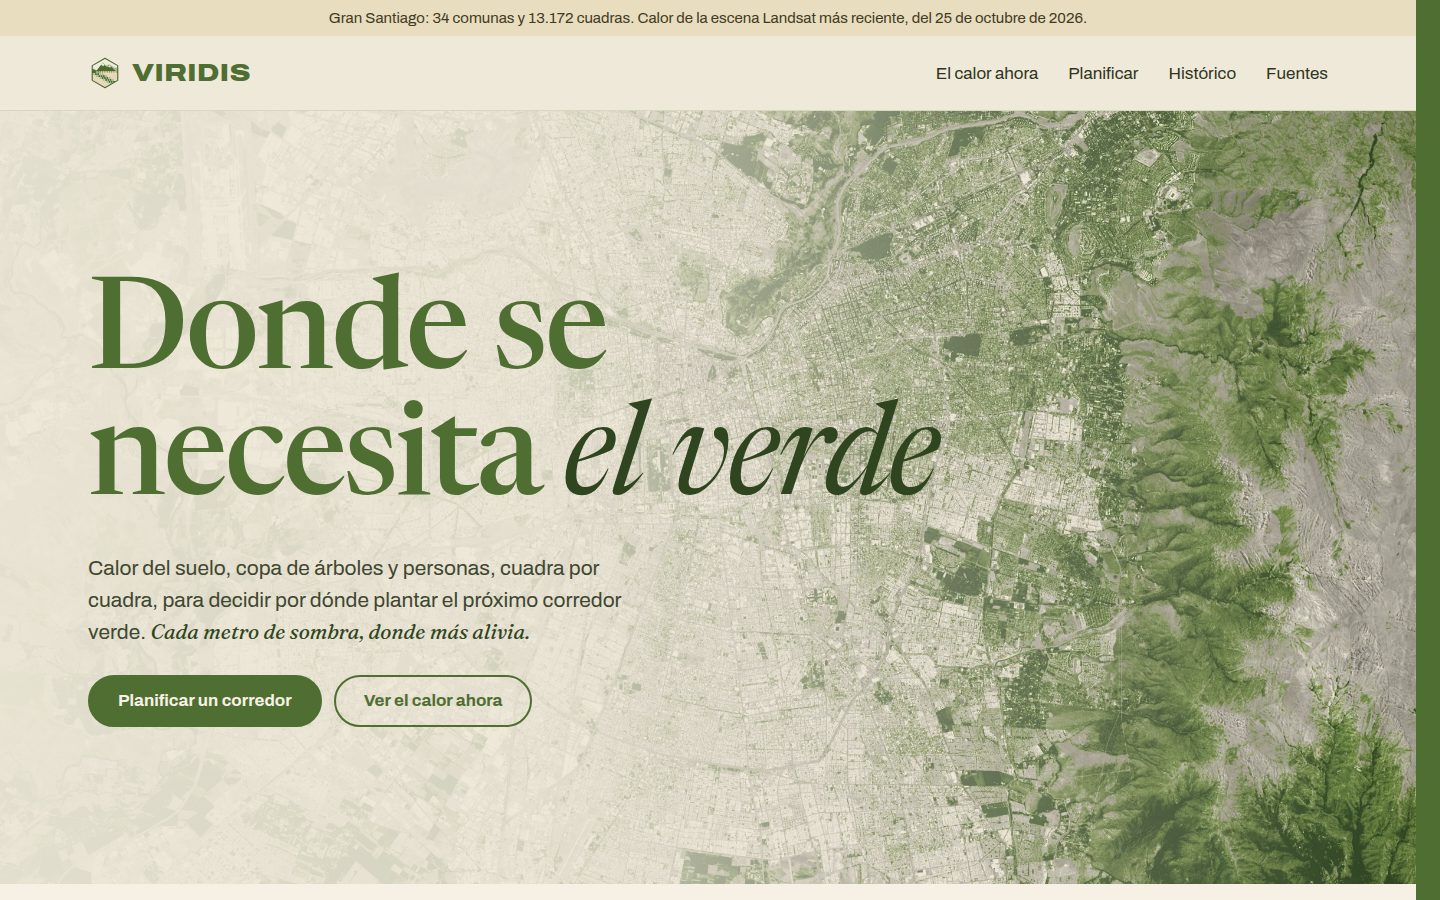 Gran Santiago: 34 comunas y 13.172 cuadras. Calor de la escena Landsat más reciente, del 25 de octubre de 2026.
VIRIDIS
El calor ahora
Planificar
Histórico
Fuentes
Donde se
necesita el verde
Calor del suelo, copa de árboles y personas, cuadra por
cuadra, para decidir por dónde plantar el próximo corredor
verde. Cada metro de sombra, donde más alivia.
Planificar un corredor
Ver el calor ahora